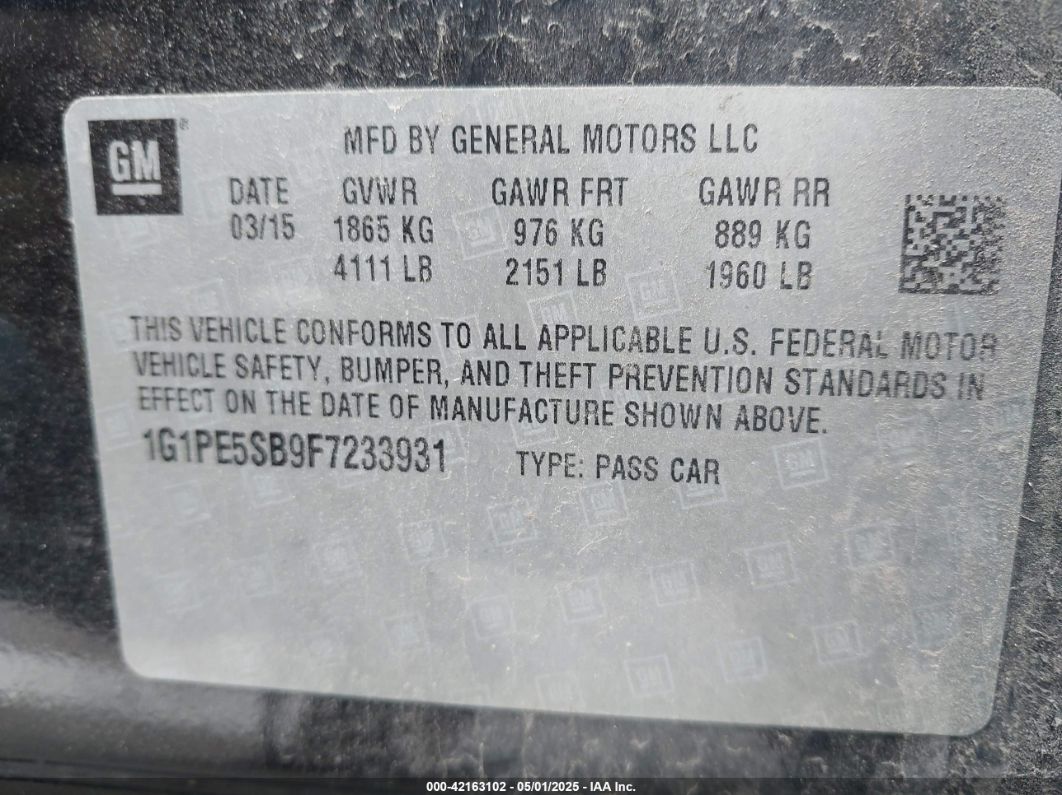 GM
MFD BY GENERAL MOTORS LLC
DATE GVWR GAWR FRT GAWR RR
03/15 1865 KG 976 KG 889 KG
4111 LB 2151 LB 1960 LB
THIS VEHICLE CONFORMS TO ALL APPLICABLE U.S. FEDERAL MOTOR
VEHICLE SAFETY, BUMPER, AND THEFT PREVENTION STANDARDS IN
EFFECT ON THE DATE OF MANUFACTURE SHOWN ABOVE.
1G1PE5SB9F7233931 TYPE: PASS CAR
000-42163102 - 05/01/2025 - IAA Inc.